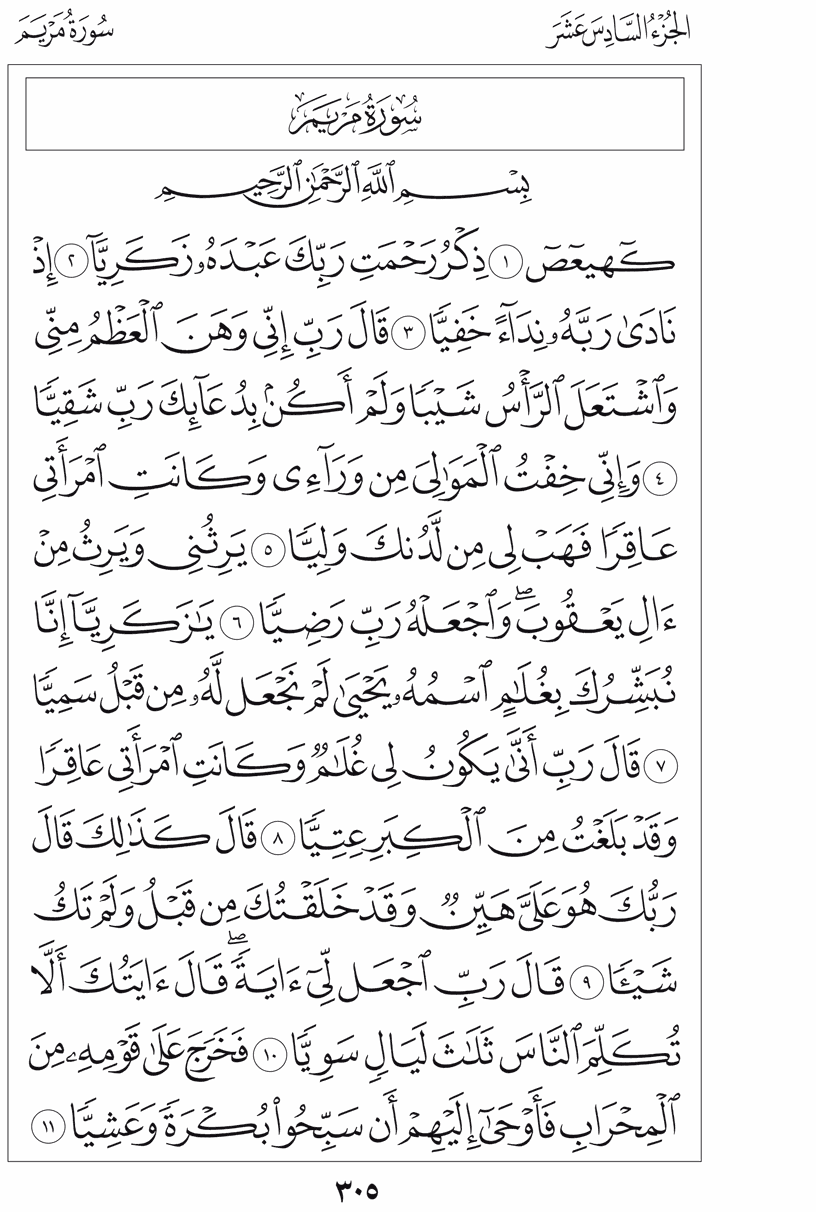 سُورَةُ مَرْيَمَ
الجُزْءُ السَّادِسَ عَشَرَ
سُورَةُ مَرْيَمَ
بِسْمِ ٱللَّهِ ٱلرَّحْمَٰنِ ٱلرَّحِيمِ
كٓهيعٓصٓ ١ ذِكْرُ رَحْمَتِ رَبِّكَ عَبْدَهُۥ زَكَرِيَّآ ٢ إِذْ
نَادَىٰ رَبَّهُۥ نِدَآءً خَفِيًّا ٣ قَالَ رَبِّ إِنِّي وَهَنَ ٱلْعَظْمُ مِنِّي
وَٱشْتَعَلَ ٱلرَّأْسُ شَيْبًا وَلَمْ أَكُنۢ بِدُعَآئِكَ رَبِّ شَقِيًّا
٤ وَإِنِّي خِفْتُ ٱلْمَوَٰلِيَ مِن وَرَآءِي وَكَانَتِ ٱمْرَأَتِي
عَاقِرًا فَهَبْ لِي مِن لَّدُنكَ وَلِيًّا ٥ يَرِثُنِي وَيَرِثُ مِنْ
ءَالِ يَعْقُوبَۖ وَٱجْعَلْهُ رَبِّ رَضِيًّا ٦ يَٰزَكَرِيَّآ إِنَّا
نُبَشِّرُكَ بِغُلَٰمٍ ٱسْمُهُۥ يَحْيَىٰ لَمْ نَجْعَل لَّهُۥ مِن قَبْلُ سَمِيًّا
٧ قَالَ رَبِّ أَنَّىٰ يَكُونُ لِي غُلَٰمٌ وَكَانَتِ ٱمْرَأَتِي عَاقِرًا
وَقَدْ بَلَغْتُ مِنَ ٱلْكِبَرِ عِتِيًّا ٨ قَالَ كَذَٰلِكَ قَالَ
رَبُّكَ هُوَ عَلَيَّ هَيِّنٌ وَقَدْ خَلَقْتُكَ مِن قَبْلُ وَلَمْ تَكُ
شَيْـًٔا ٩ قَالَ رَبِّ ٱجْعَل لِّيٓ ءَايَةًۖ قَالَ ءَايَتُكَ أَلَّا
تُكَلِّمَ ٱلنَّاسَ ثَلَٰثَ لَيَالٍ سَوِيًّا ١٠ فَخَرَجَ عَلَىٰ قَوْمِهِۦ مِنَ
ٱلْمِحْرَابِ فَأَوْحَىٰٓ إِلَيْهِمْ أَن سَبِّحُوا۟ بُكْرَةً وَعَشِيًّا ١١
٣٠٥